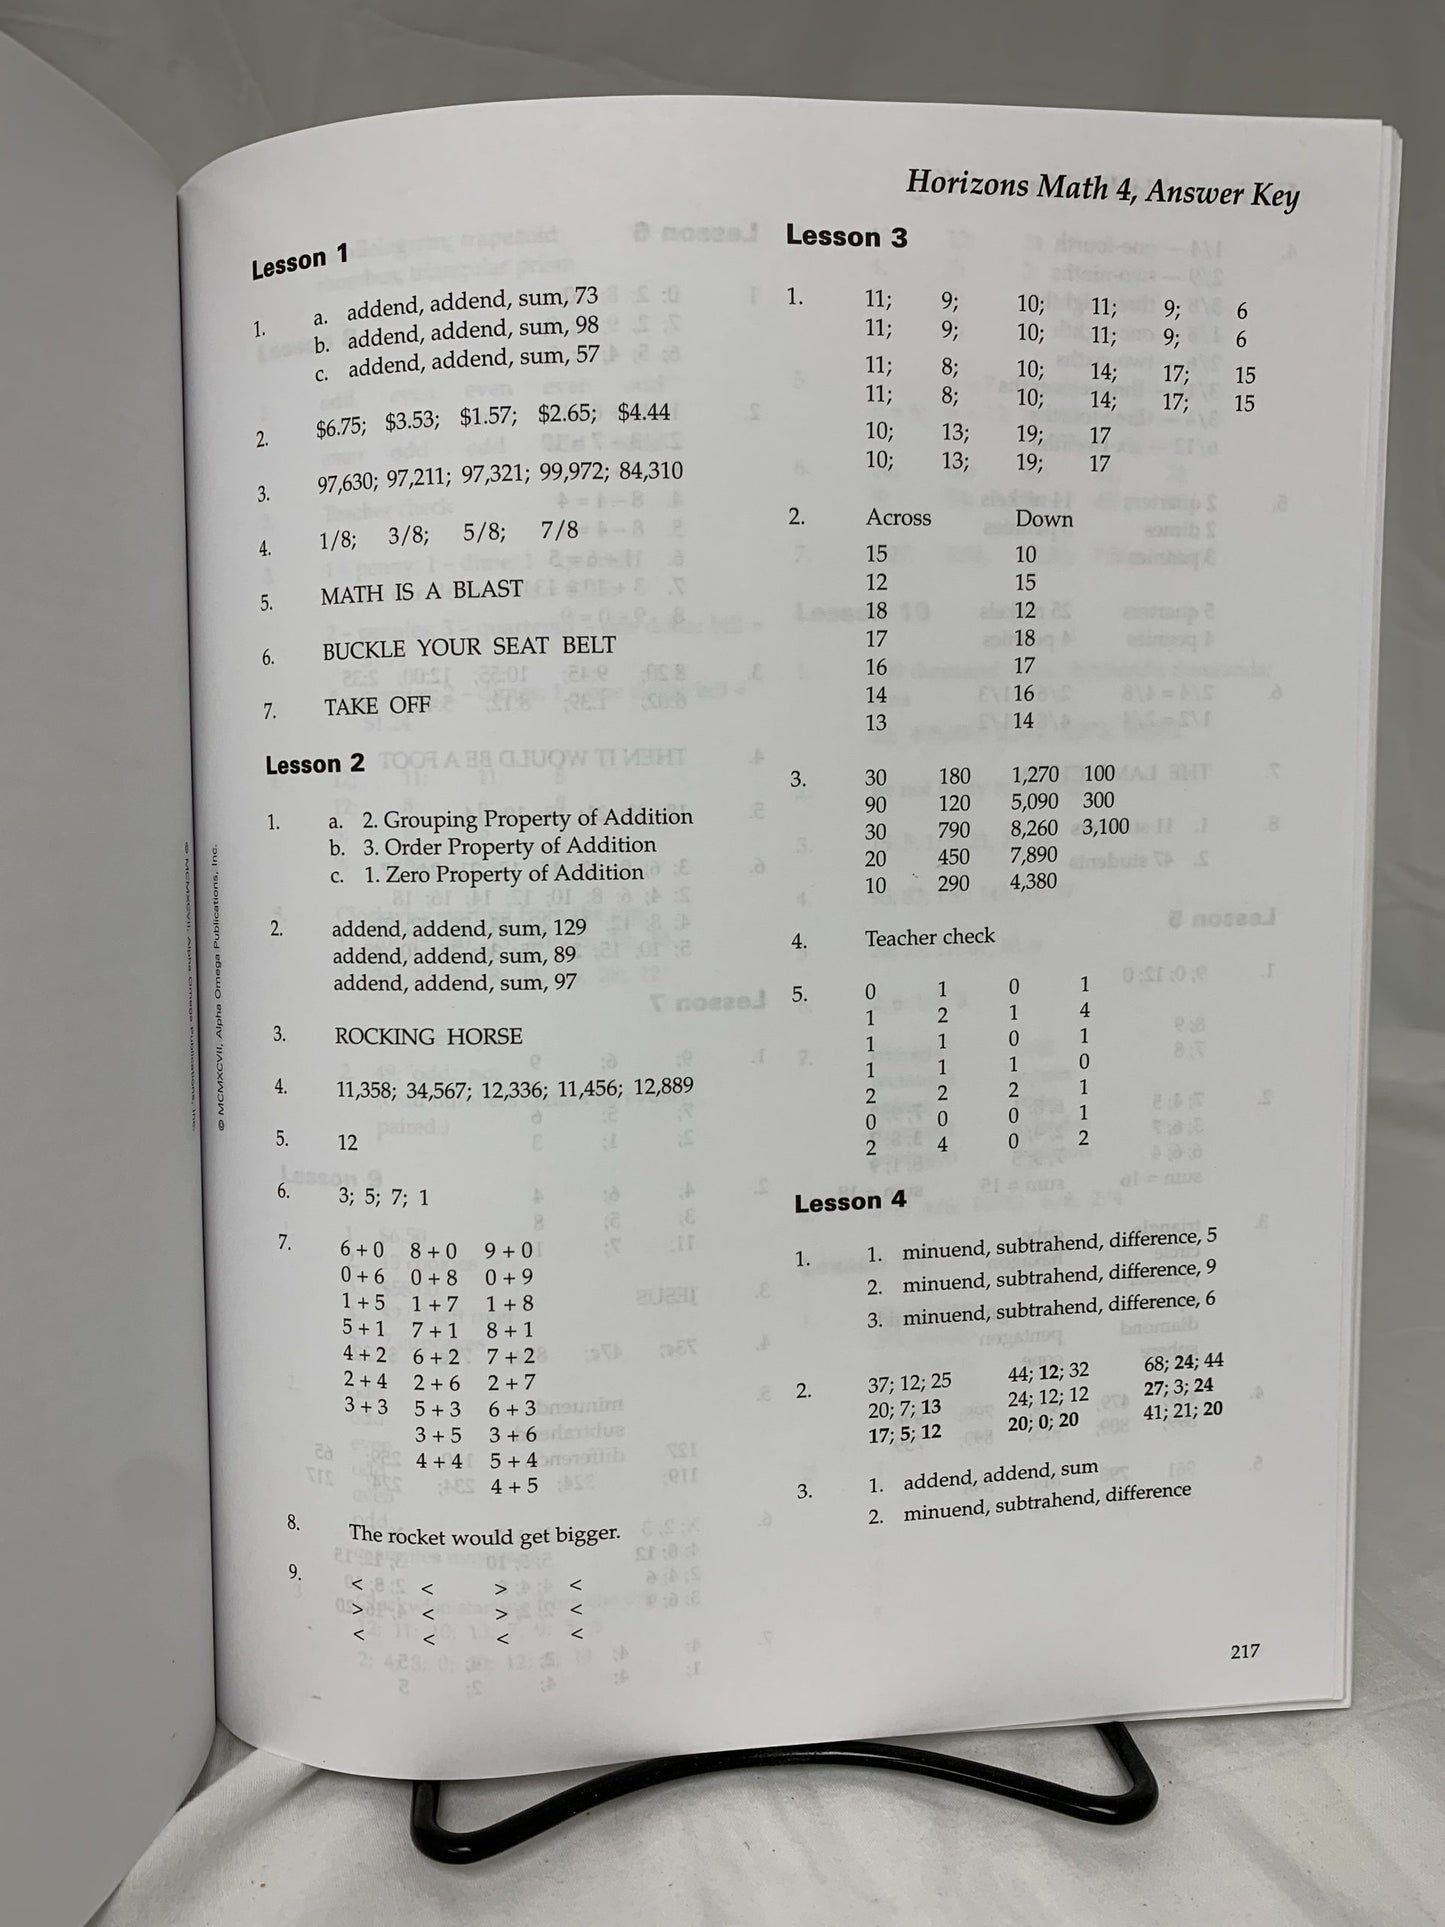 Horizons Math 4, Answer Key
Lesson 1
1. a. addend, addend, sum, 73
b. addend, addend, sum, 98
c. addend, addend, sum, 57
2. $6.75; $3.53; $1.57; $2.65; $4.44
3. 97,630; 97,211; 97,321; 99,972; 84,310
4. 1/8; 3/8; 5/8; 7/8
5. MATH IS A BLAST
6. BUCKLE YOUR SEAT BELT
7. TAKE OFF
Lesson 2
1. a. 2. Grouping Property of Addition
b. 3. Order Property of Addition
c. 1. Zero Property of Addition
2. addend, addend, sum, 129
addend, addend, sum, 89
addend, addend, sum, 97
3. ROCKING HORSE
4. 11,358; 34,567; 12,336; 11,456; 12,889
5. 12
6. 3; 5; 7; 1
7. 6 + 0 8 + 0 9 + 0
0 + 6 0 + 8 0 + 9
1 + 5 1 + 7 1 + 8
5 + 1 7 + 1 8 + 1
4 + 2 6 + 2 7 + 2
2 + 4 2 + 6 2 + 7
3 + 3 5 + 3 6 + 3
3 + 5 3 + 6
4 + 4 5 + 4
4 + 5
8. The rocket would get bigger.
9. < < > <
> < > <
< < < <
Lesson 3
1. 11; 9; 10; 11; 9; 6
11; 9; 10; 11; 9; 6
11; 8; 10; 14; 17; 15
11; 8; 10; 14; 17; 15
10; 13; 19; 17
10; 13; 19; 17
2. Across Down
15 10
12 15
18 12
17 18
16 17
14 16
13 14
3. 30 180 1,270 100
90 120 5,090 300
30 790 8,260 3,100
20 450 7,890
10 290 4,380
4. Teacher check
5. 0 1 0 1
1 2 1 4
1 1 0 1
1 1 1 0
2 2 2 1
0 0 0 1
2 4 0 2
Lesson 4
1. 1. minuend, subtrahend, difference, 5
2. minuend, subtrahend, difference, 9
3. minuend, subtrahend, difference, 6
2. 37; 12; 25 44; 12; 32 68; 24; 44
20; 7; 13 24; 12; 12 27; 3; 24
17; 5; 12 20; 0; 20 41; 21; 20
3. 1. addend, addend, sum
2. minuend, subtrahend, difference
217
© MCMXCVII, Alpha Omega Publications, Inc.